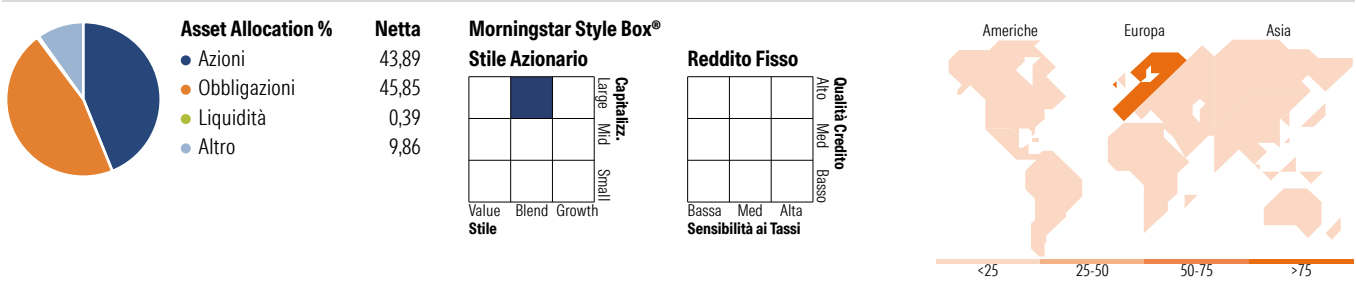 Asset Allocation % Netta
Azioni 43,89
Obbligazioni 45,85
Liquidità 0,39
Altro 9,86
Morningstar Style Box®
Stile Azionario
Large Mid Small
Capitalizz.
Value Blend Growth
Stile
Reddito Fisso
Alto Med Basso
Qualità Credito
Bassa Med Alta
Sensibilità ai Tassi
Americhe Europa Asia
<25 25-50 50-75 >75